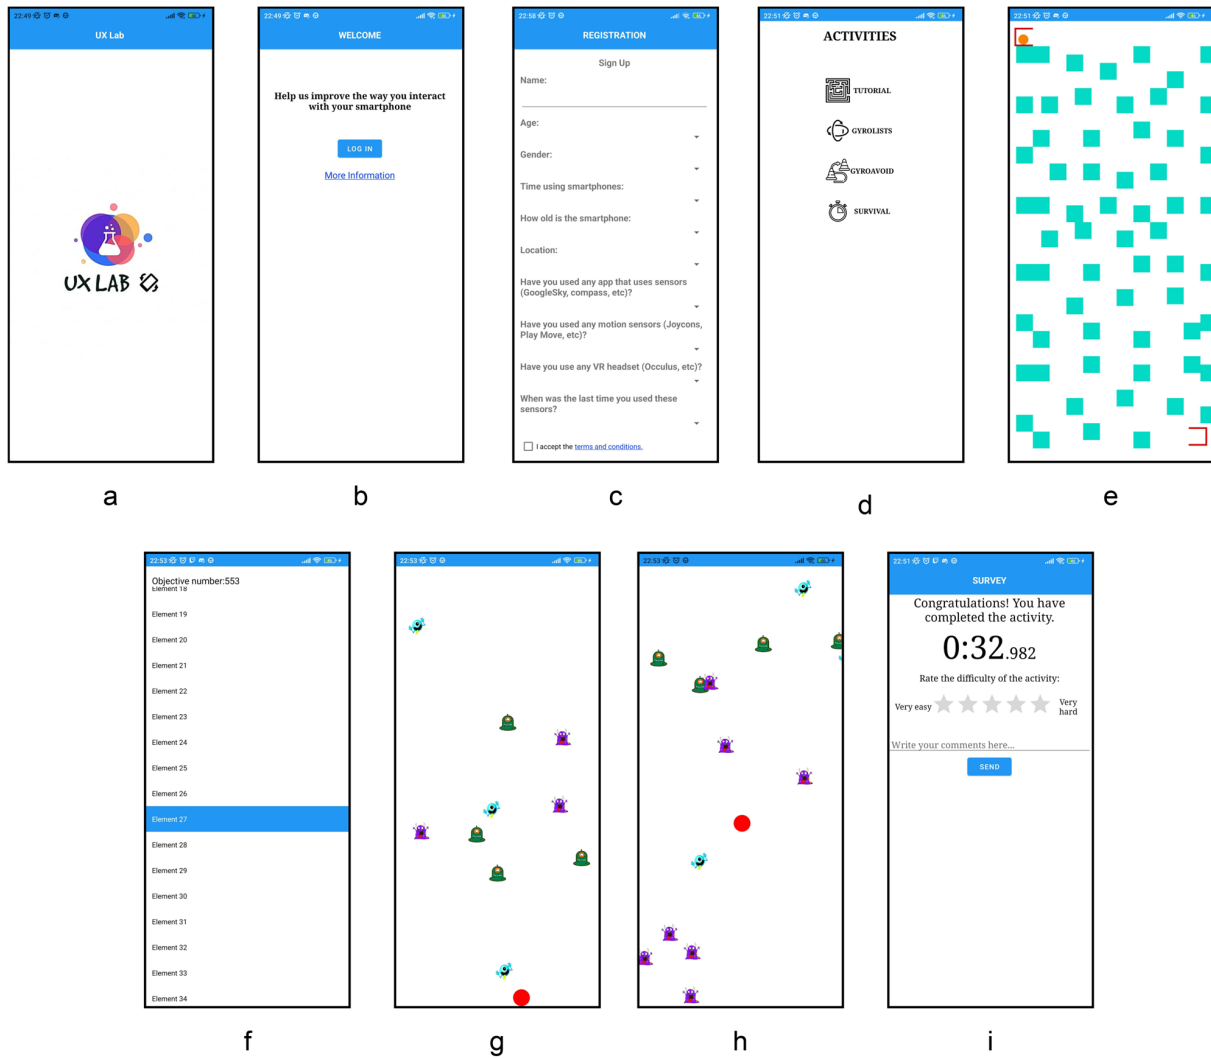 22:49
UX Lab
UX LAB
a
22:49
WELCOME
Help us improve the way you interact
with your smartphone
LOG IN
More Information
b
22:58
REGISTRATION
Sign Up
Name:
Age:
Gender:
Time using smartphones:
How old is the smartphone:
Location:
Have you used any app that uses sensors
(GoogleSky, compass, etc)?
Have you used any motion sensors (Joycons,
Play Move, etc)?
Have you use any VR headset (Occulus, etc)?
When was the last time you used these
sensors?
I accept the terms and conditions.
c
22:51
ACTIVITIES
TUTORIAL
GYROLISTS
GYROAVOID
SURVIVAL
d
22:51
e
22:53
Objective number:553
Element 18
Element 19
Element 20
Element 21
Element 22
Element 23
Element 24
Element 25
Element 26
Element 27
Element 28
Element 29
Element 30
Element 31
Element 32
Element 33
Element 34
f
22:53
g
22:53
h
22:51
SURVEY
Congratulations! You have
completed the activity.
0:32.982
Rate the difficulty of the activity:
Very easy
Very
hard
Write your comments here...
SEND
i